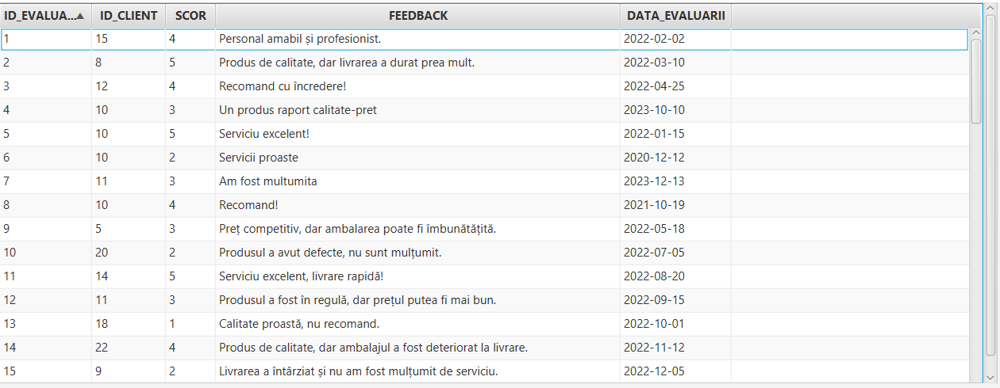 ID_EVALUA... ID_CLIENT SCOR FEEDBACK DATA_EVALUARII
1 15 4 Personal amabil și profesionist. 2022-02-02
2 8 5 Produs de calitate, dar livrarea a durat prea mult. 2022-03-10
3 12 4 Recomand cu încredere! 2022-04-25
4 10 3 Un produs raport calitate-pret 2023-10-10
5 10 5 Serviciu excelent! 2022-01-15
6 10 2 Servicii proaste 2020-12-12
7 11 3 Am fost multumita 2023-12-13
8 10 4 Recomand! 2021-10-19
9 5 3 Preț competitiv, dar ambalarea poate fi îmbunătățită. 2022-05-18
10 20 2 Produsul a avut defecte, nu sunt mulțumit. 2022-07-05
11 14 5 Serviciu excelent, livrare rapidă! 2022-08-20
12 11 3 Produsul a fost în regulă, dar prețul putea fi mai bun. 2022-09-15
13 18 1 Calitate proastă, nu recomand. 2022-10-01
14 22 4 Produs de calitate, dar ambalajul a fost deteriorat la livrare. 2022-11-12
15 9 2 Livrarea a întârziat și nu am fost mulțumit de serviciu. 2022-12-05